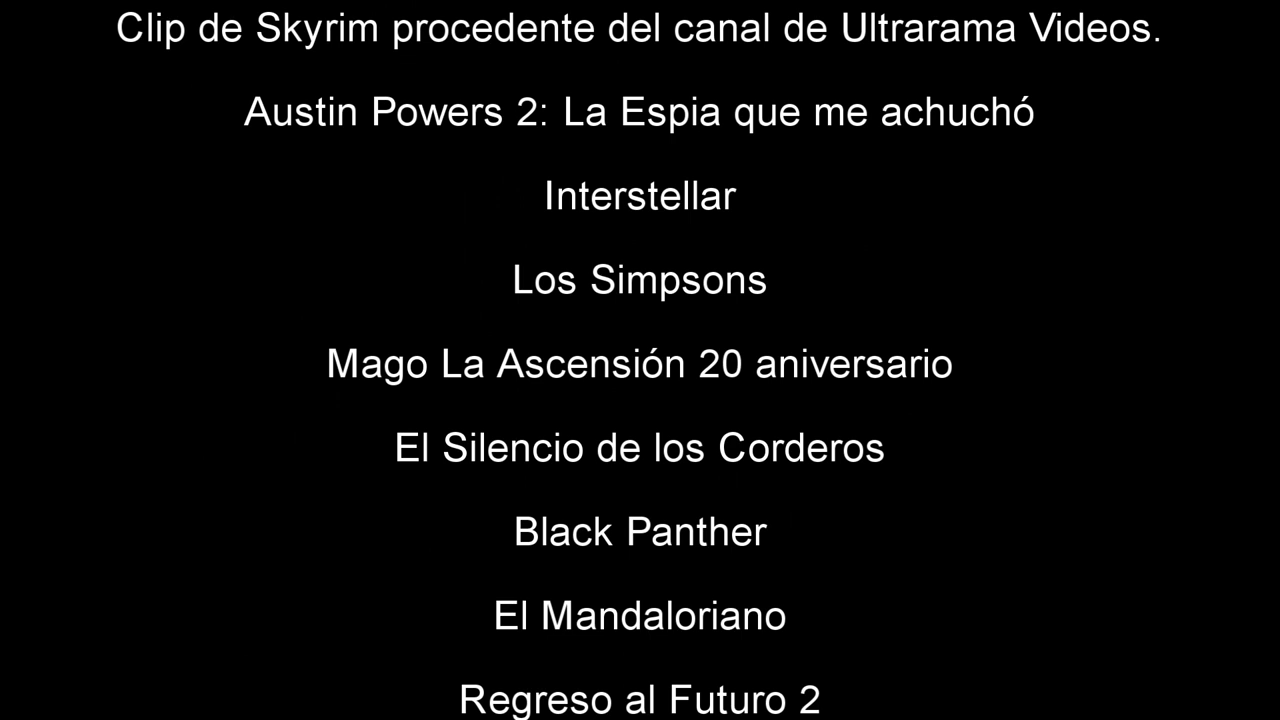 Clip de Skyrim procedente del canal de Ultrarama Videos.
Austin Powers 2: La Espia que me achuchó
Interstellar
Los Simpsons
Mago La Ascensión 20 aniversario
El Silencio de los Corderos
Black Panther
El Mandaloriano
Regreso al Futuro 2